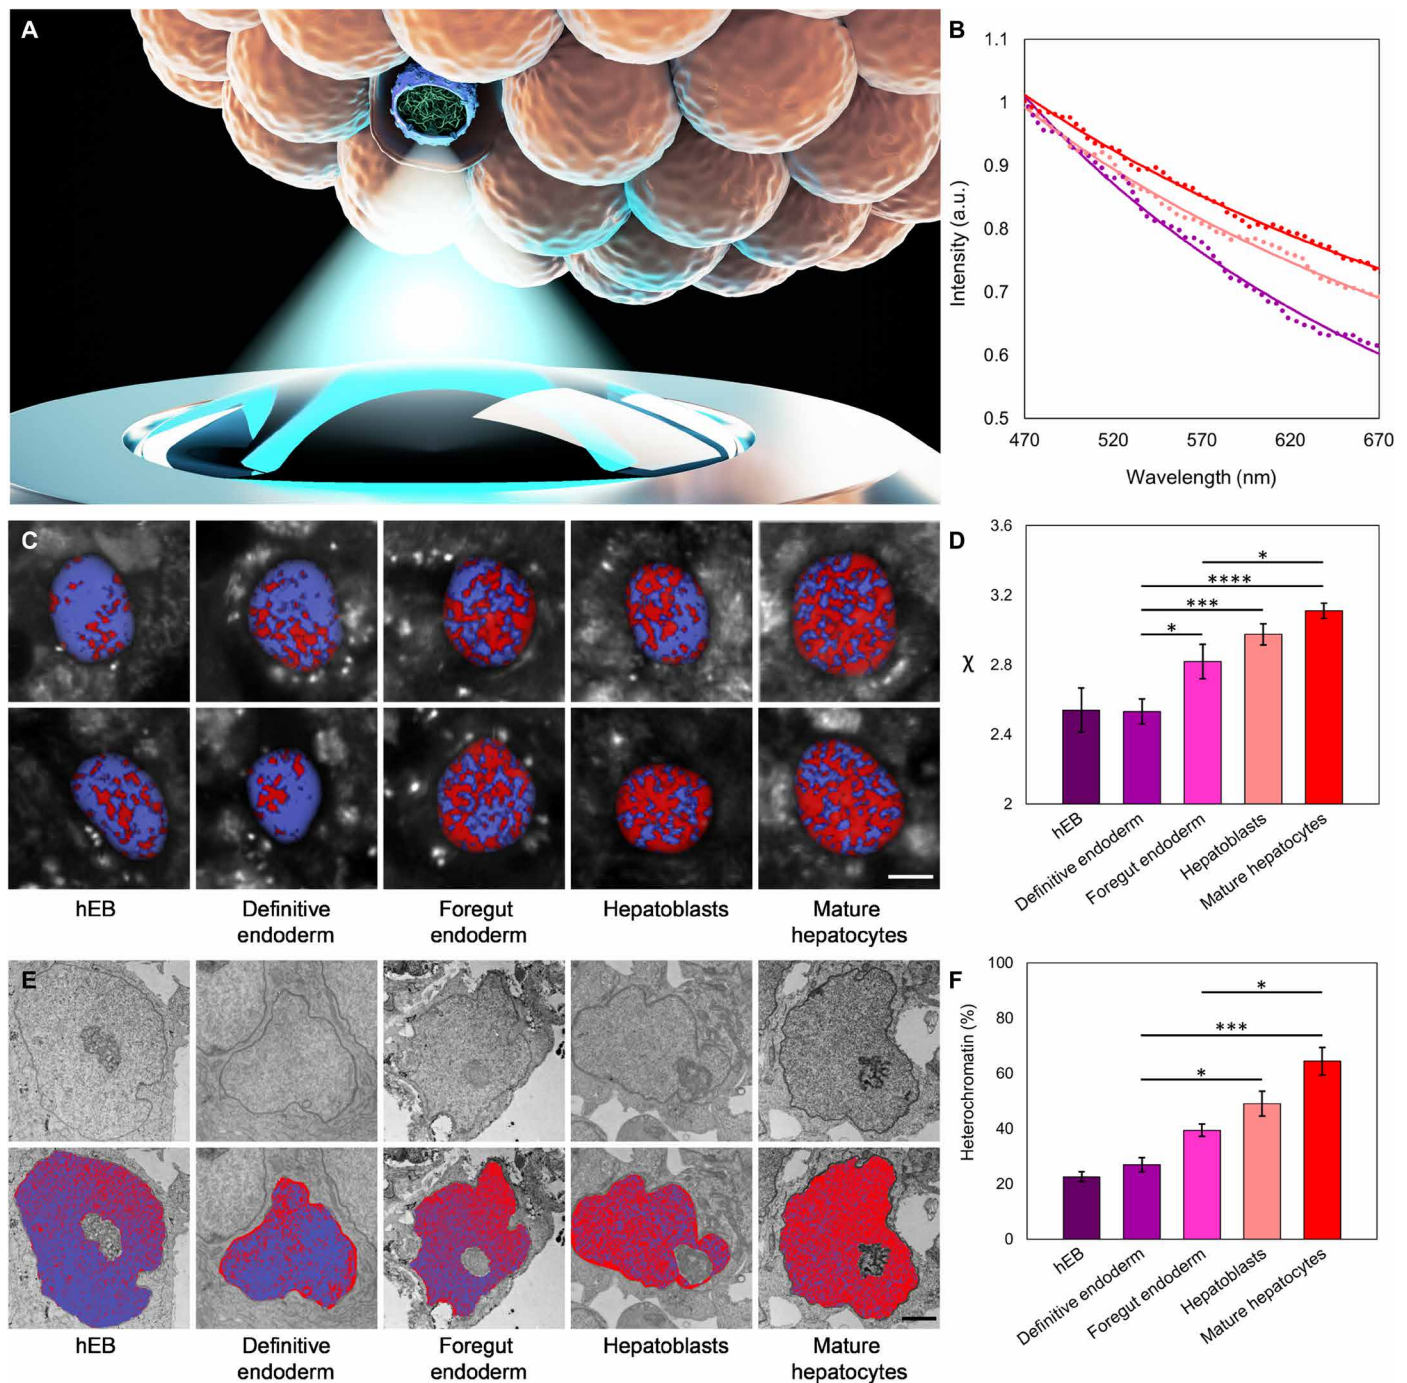 A
B
1.1
1
0.9
0.8
0.7
0.6
0.5
Intensity (a.u.)
470
520
570
620
670
Wavelength (nm)
C
hEB
Definitive
endoderm
Foregut
endoderm
Hepatoblasts
Mature
hepatocytes
D
3.6
3.2
2.8
2.4
2
χ
*
****
***
*
hEB
Definitive endoderm
Foregut endoderm
Hepatoblasts
Mature hepatocytes
E
hEB
Definitive
endoderm
Foregut
endoderm
Hepatoblasts
Mature
hepatocytes
F
100
80
60
40
20
0
Heterochromatin (%)
*
***
*
hEB
Definitive endoderm
Foregut endoderm
Hepatoblasts
Mature hepatocytes